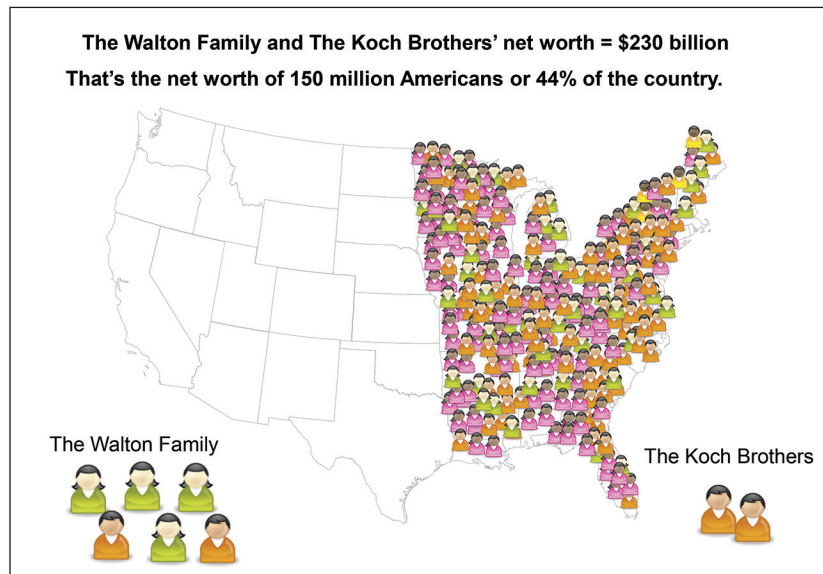 The Walton Family and The Koch Brothers’ net worth = $230 billion
That’s the net worth of 150 million Americans or 44% of the country.
The Walton Family
The Koch Brothers